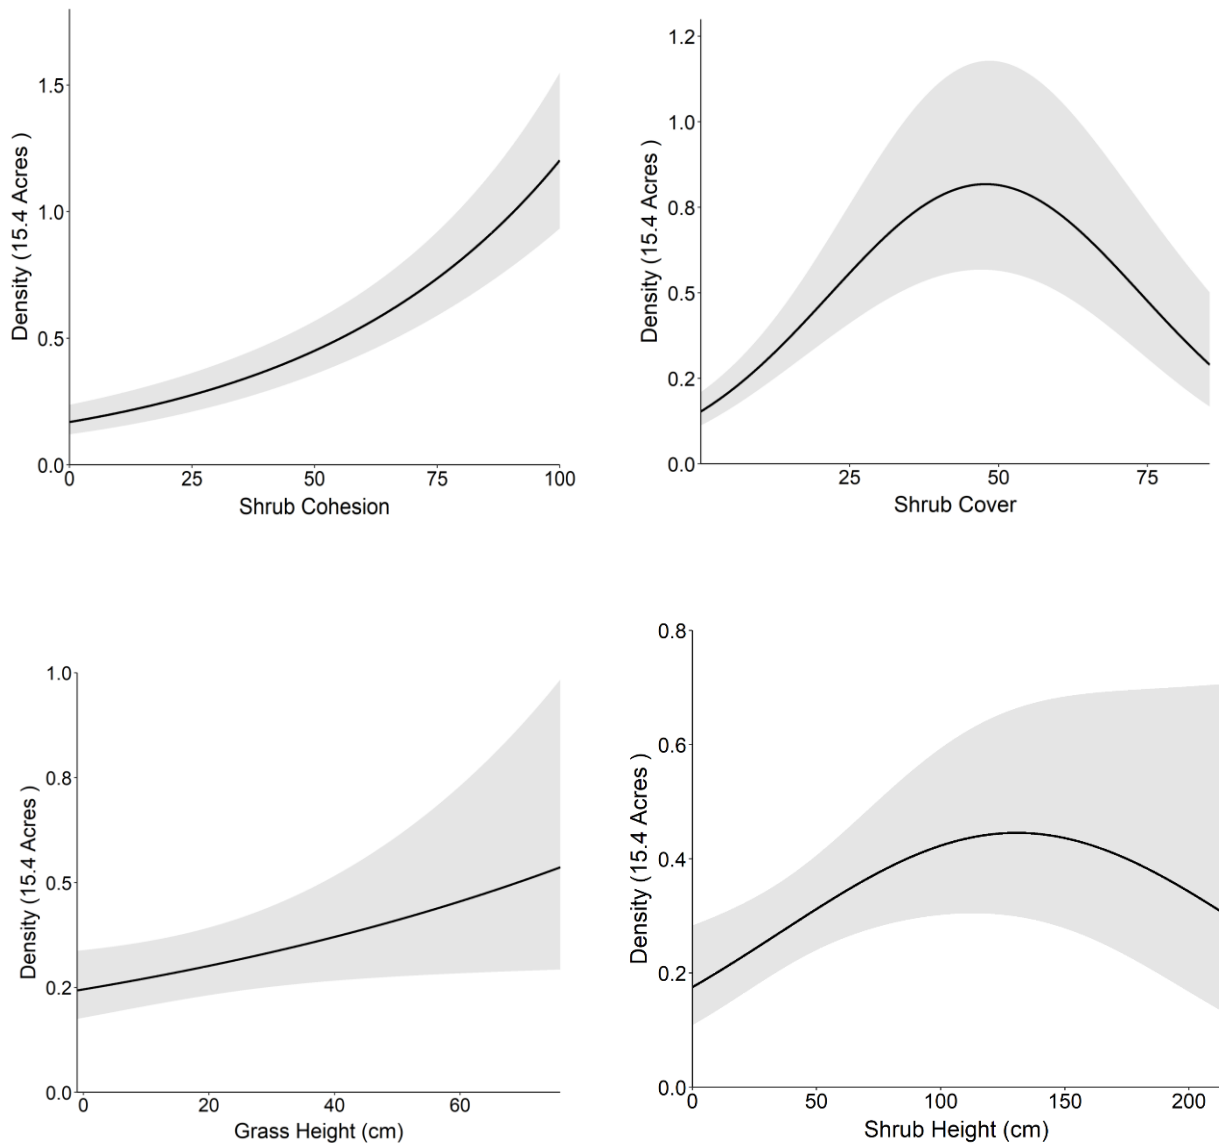 1.5
1.0
0.5
0.0
0 25 50 75 100
Density (15.4 Acres )
Shrub Cohesion
1.2
1.0
0.8
0.5
0.2
0.0
25 50 75
Density (15.4 Acres )
Shrub Cover
1.0
0.8
0.5
0.2
0.0
0 20 40 60
Density (15.4 Acres )
Grass Height (cm)
0.8
0.6
0.4
0.2
0.0
0 50 100 150 200
Density (15.4 Acres )
Shrub Height (cm)